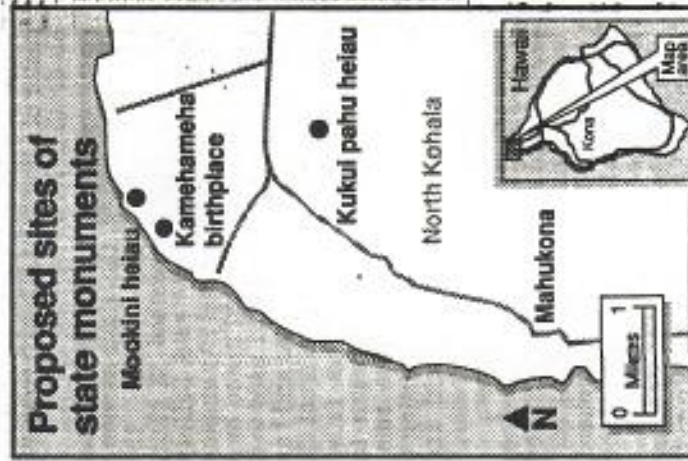 Proposed sites of
state monuments
Mookini heiau
Kamehameha
birthplace
Kukui pahu heiau
North Kohala
Mahukona
N
0 1
Miles
Hawaii
Kona
Map
area